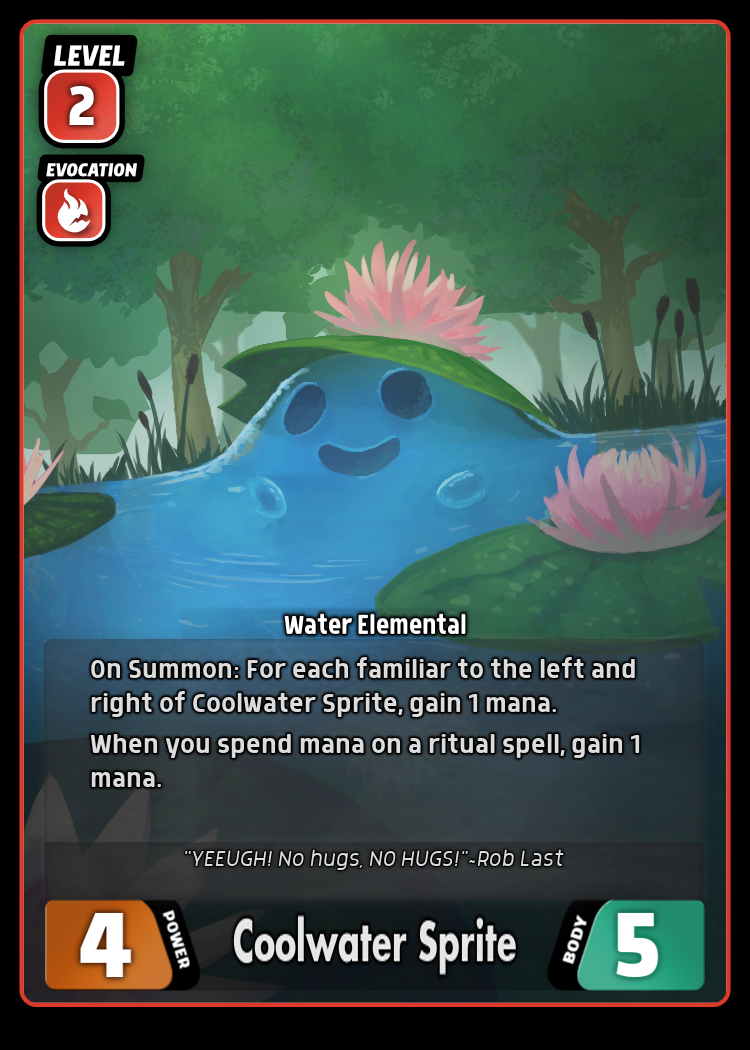 LEVEL
2
EVOCATION
Water Elemental
On Summon: For each familiar to the left and
right of Coolwater Sprite, gain 1 mana.
When you spend mana on a ritual spell, gain 1
mana.
"YEEUGH! No hugs, NO HUGS!"~Rob Last
4
POWER
Coolwater Sprite
BODY
5